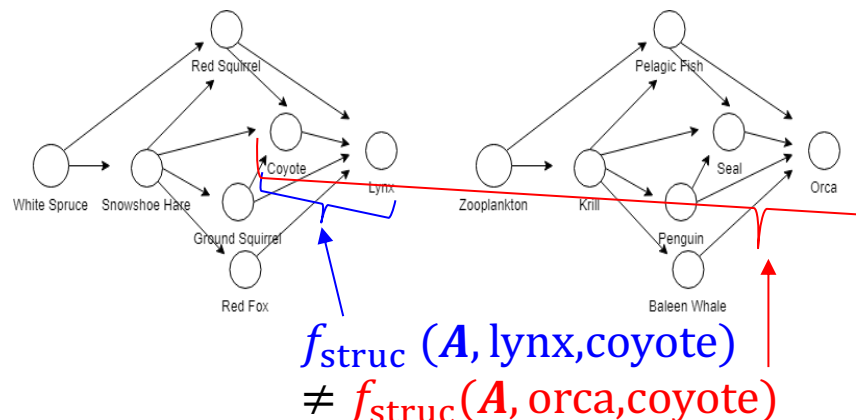 Red Squirrel Pelagic Fish
Coyote Seal
Lynx Orca
White Spruce Snowshoe Hare Zooplankton Krill
Ground Squirrel Penguin
Red Fox Baleen Whale
f_struc (A, lynx,coyote)
≠ f_struc(A, orca,coyote)